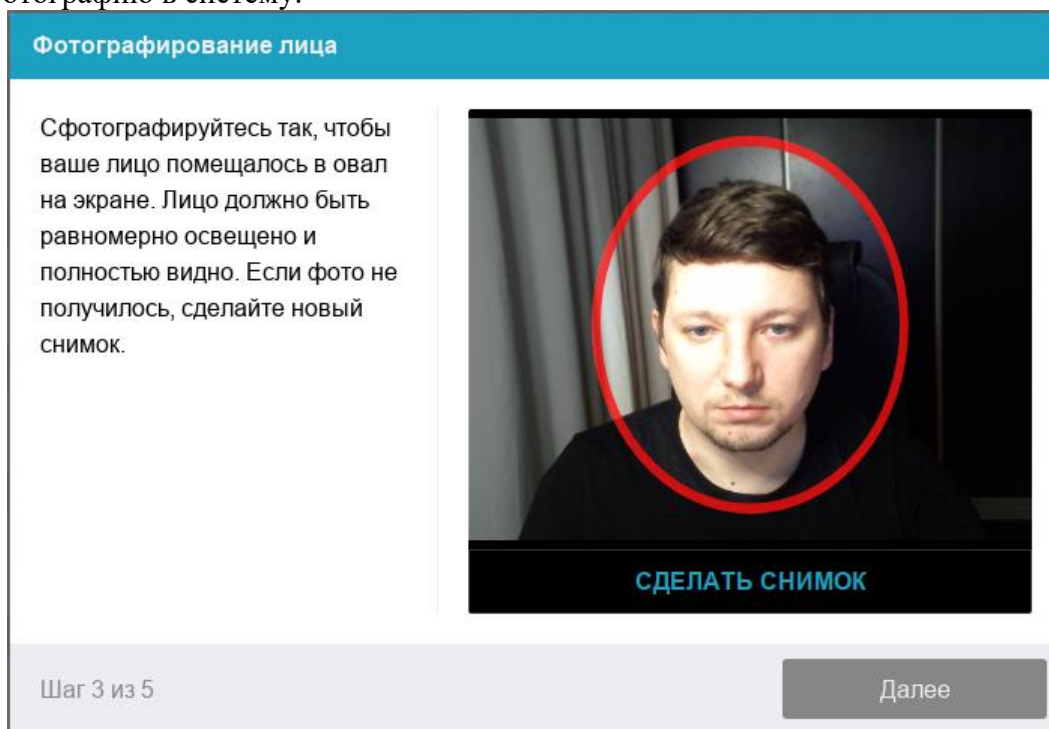 в систему.
Фотографирование лица
Сфотографируйтесь так, чтобы
ваше лицо помещалось в овал
на экране. Лицо должно быть
равномерно освещено и
полностью видно. Если фото не
получилось, сделайте новый
снимок.
СДЕЛАТЬ СНИМОК
Шаг 3 из 5
Далее